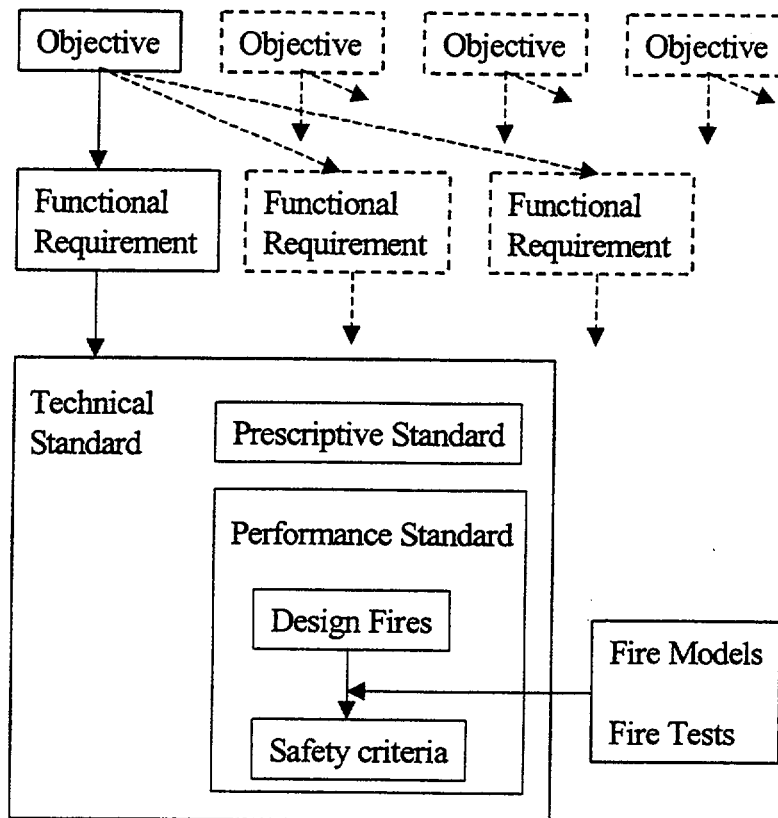 Objective
Objective
Objective
Objective
Functional
Requirement
Functional
Requirement
Functional
Requirement
Technical
Standard
Prescriptive Standard
Performance Standard
Design Fires
Safety criteria
Fire Models
Fire Tests